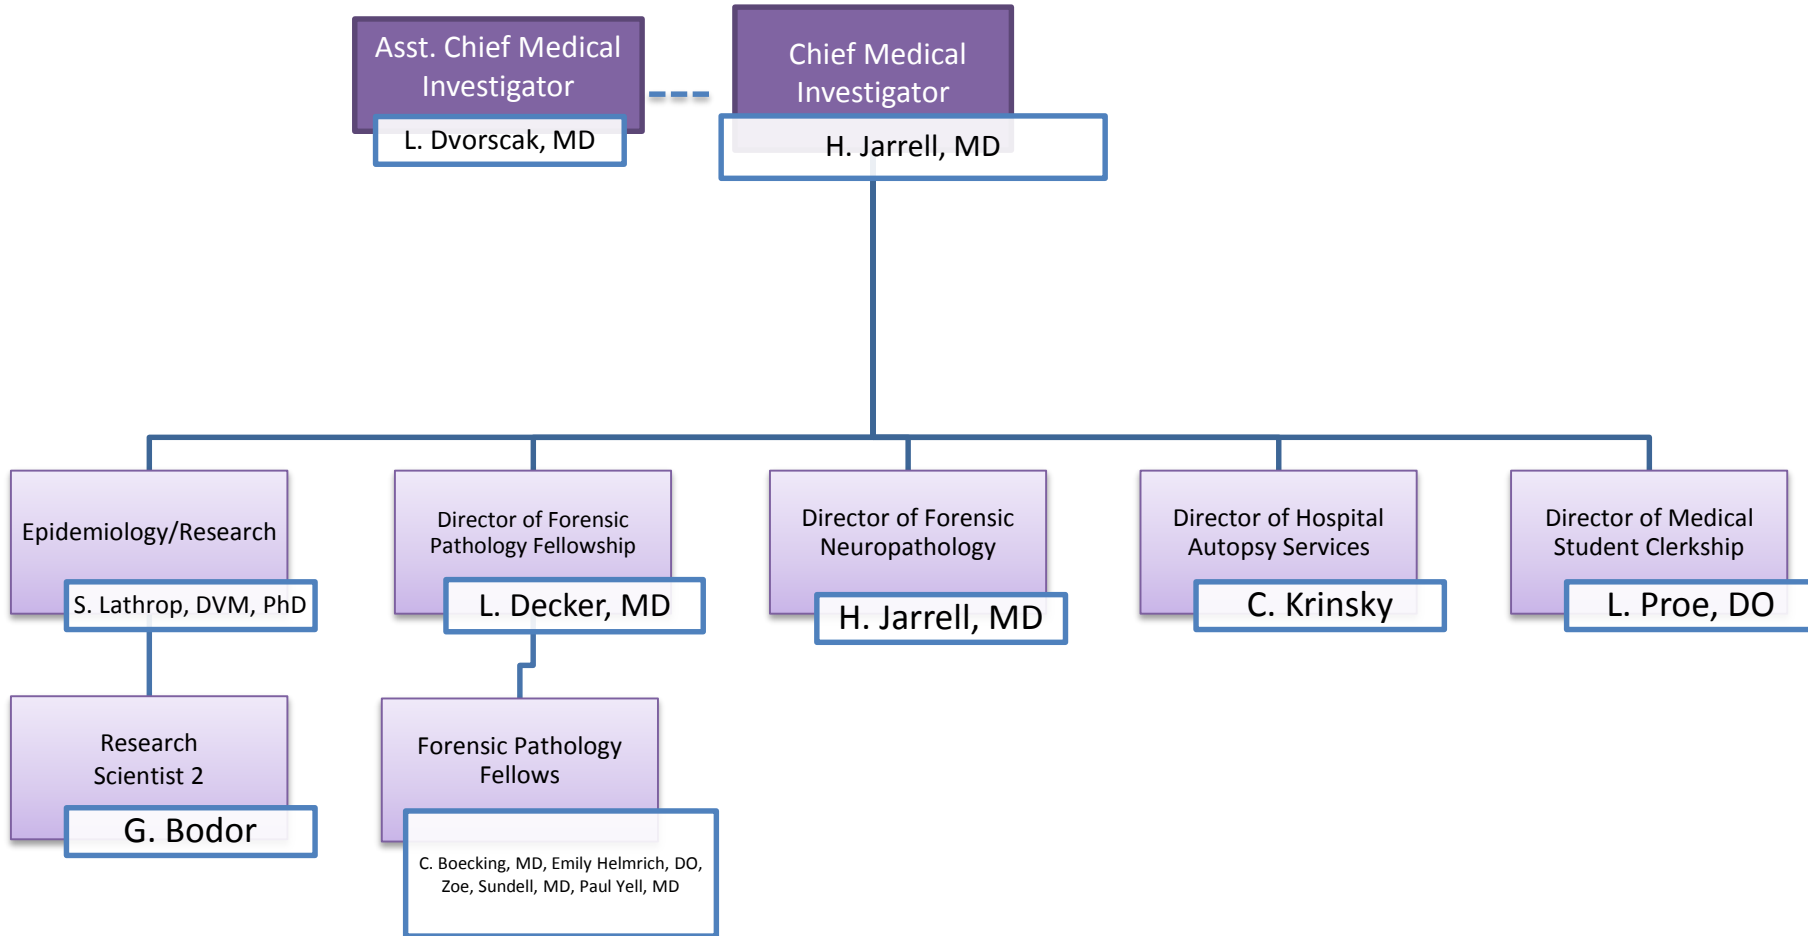 Asst. Chief Medical
Investigator
L. Dvorscak, MD
Chief Medical
Investigator
H. Jarrell, MD
Epidemiology/Research
S. Lathrop, DVM, PhD
Director of Forensic
Pathology Fellowship
L. Decker, MD
Director of Forensic
Neuropathology
H. Jarrell, MD
Director of Hospital
Autopsy Services
C. Krinsky
Director of Medical
Student Clerkship
L. Proe, DO
Research
Scientist 2
G. Bodor
Forensic Pathology
Fellows
C. Boecking, MD, Emily Helmrich, DO,
Zoe, Sundell, MD, Paul Yell, MD